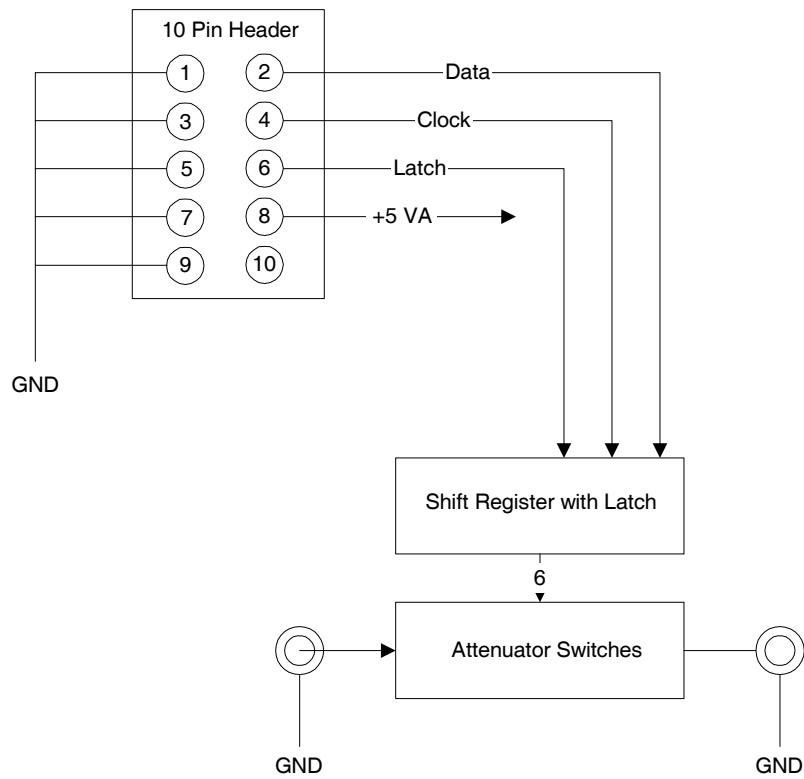 10 Pin Header
1 2 Data
3 4 Clock
5 6 Latch
7 8 +5 VA
9 10
GND
Shift Register with Latch
6
Attenuator Switches
GND GND